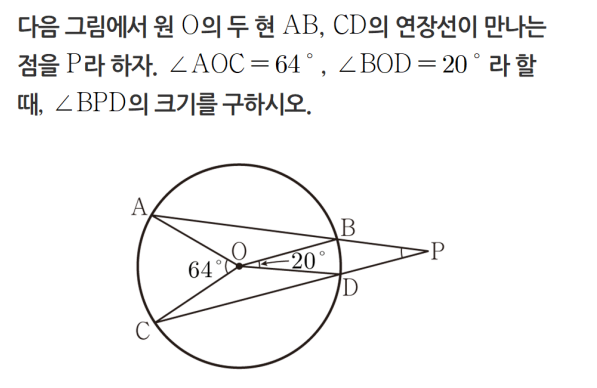 다음 그림에서 원 O의 두 현 AB, CD의 연장선이 만나는
점을 P라 하자. ∠AOC=64°, ∠BOD=20° 라 할
때, ∠BPD의 크기를 구하시오.
A
B
O
P
64°
20°
D
C